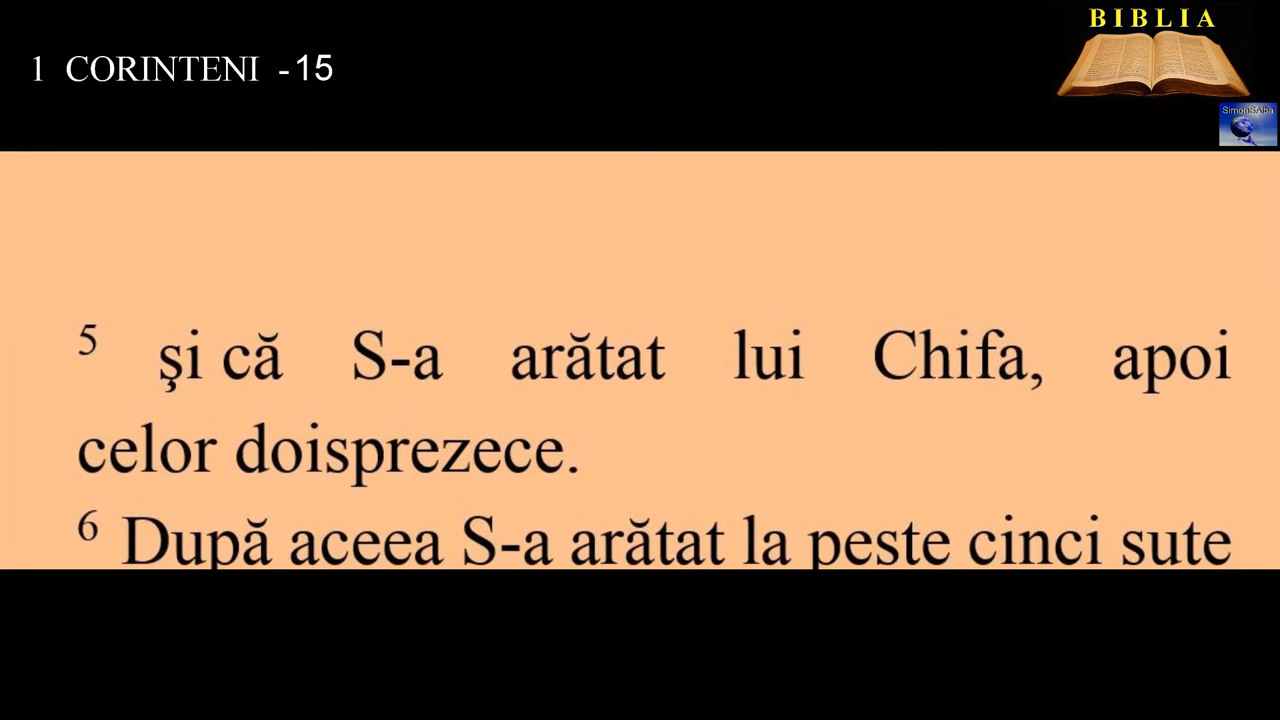 BIBLIA
1 CORINTENI -15
SimonSAlba
5 şi că S-a arătat lui Chifa, apoi
celor doisprezece.
6 După aceea S-a arătat la peste cinci sute